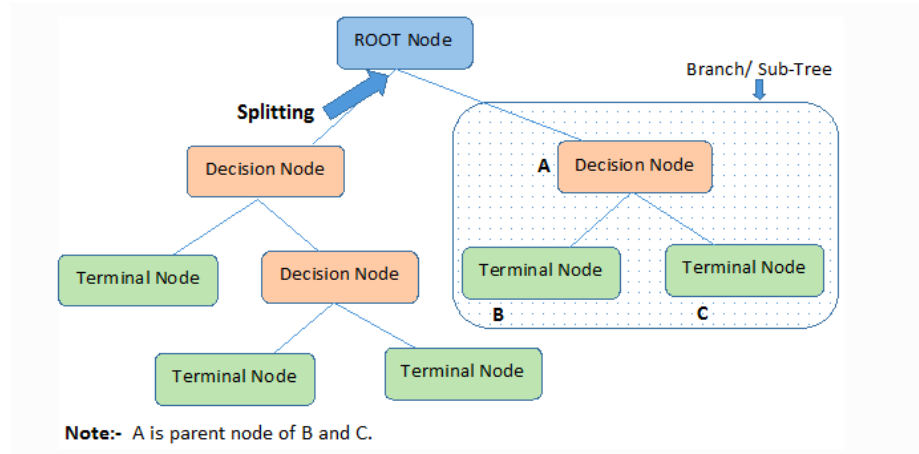 ROOT Node
Branch/ Sub-Tree
Splitting
Decision Node
A
Decision Node
Terminal Node
Decision Node
Terminal Node
Terminal Node
B
C
Terminal Node
Terminal Node
Note:- A is parent node of B and C.